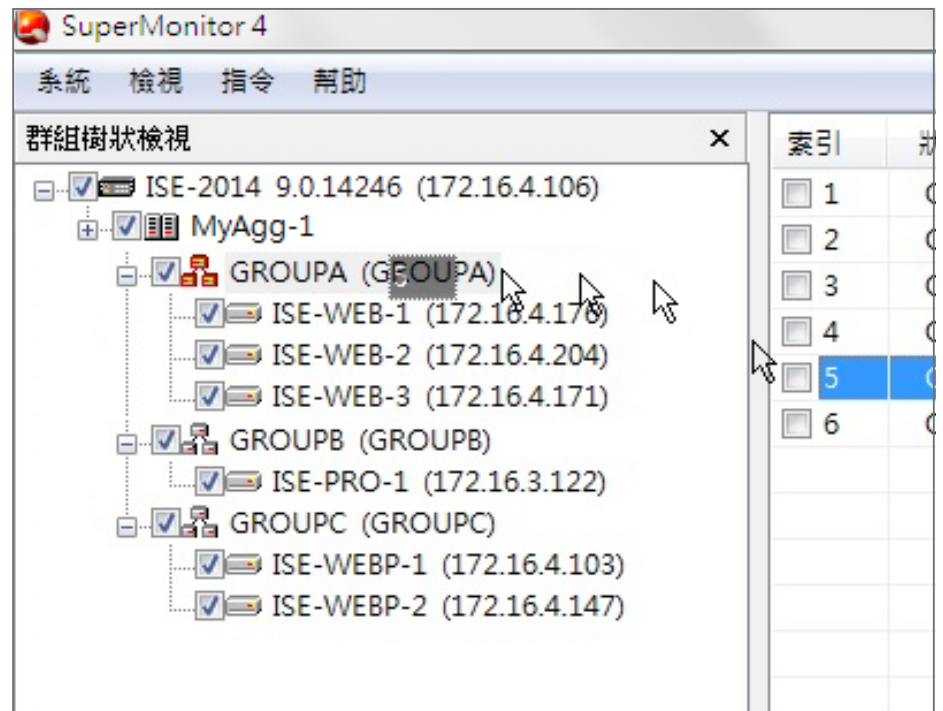 SuperMonitor 4
系統 檢視 指令 幫助
群組樹狀檢視
ISE-2014 9.0.14246 (172.16.4.106)
MyAgg-1
GROUPA (GROUPA)
ISE-WEB-1 (172.16.4.176)
ISE-WEB-2 (172.16.4.204)
ISE-WEB-3 (172.16.4.171)
GROUPB (GROUPB)
ISE-PRO-1 (172.16.3.122)
GROUPC (GROUPC)
ISE-WEBP-1 (172.16.4.103)
ISE-WEBP-2 (172.16.4.147)
索引
1
2
3
4
5
6